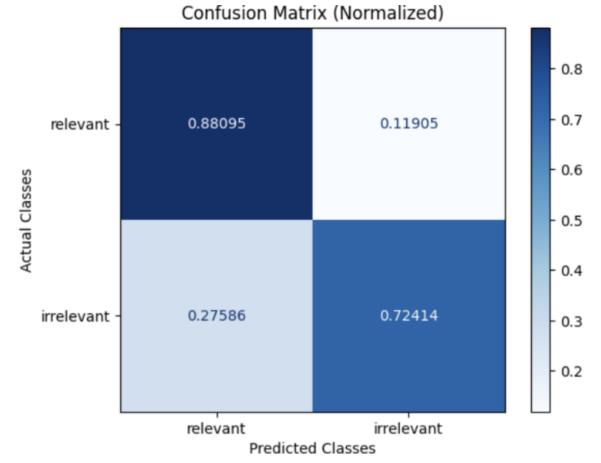 Confusion Matrix (Normalized)
relevant
0.88095
0.11905
irrelevant
0.27586
0.72414
relevant
irrelevant
Predicted Classes
Actual Classes
0.8
0.7
0.6
0.5
0.4
0.3
0.2